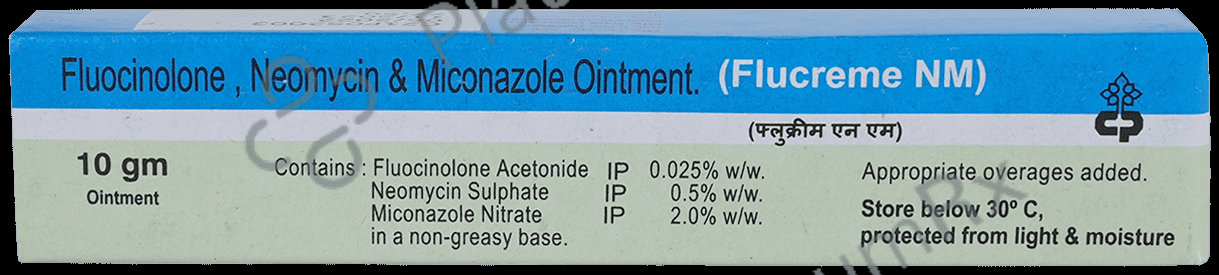 Fluocinolone , Neomycin & Miconazole Ointment. (Flucreme NM)
(फ्लुक्रीम एन एम)
10 gm
Ointment
Contains : Fluocinolone Acetonide IP 0.025% w/w.
Neomycin Sulphate IP 0.5% w/w.
Miconazole Nitrate IP 2.0% w/w.
in a non-greasy base.
Appropriate overages added.
Store below 30º C,
protected from light & moisture